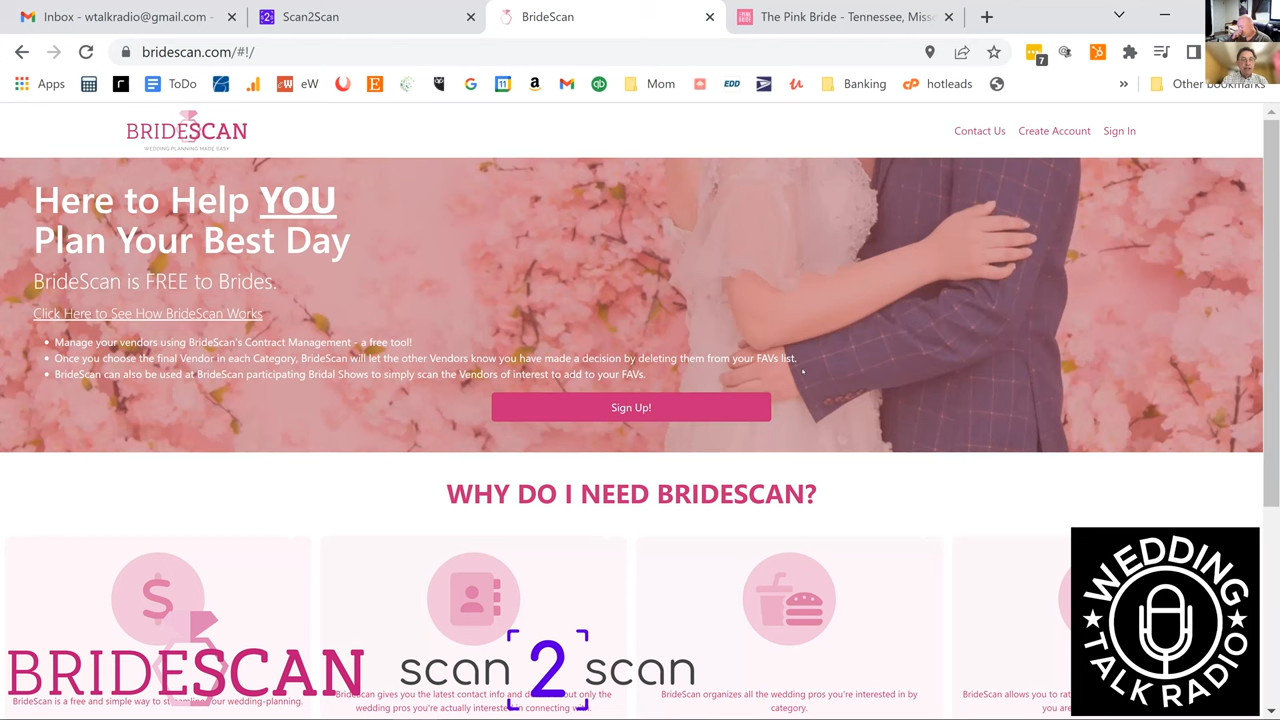 Inbox - wtalkradio@gmail.com -
Scan2Scan
BrideScan
The Pink Bride - Tennessee, Miss
bridescan.com/#!/
7
Apps
ToDo
eW
Mom
EDD
Banking
hotleads
Other bookmarks
BRIDESCAN
WEDDING PLANNING MADE EASY
Contact Us
Create Account
Sign In
Here to Help YOU
Plan Your Best Day
BrideScan is FREE to Brides.
Click Here to See How BrideScan Works
Manage your vendors using BrideScan's Contract Management - a free tool!
Once you choose the final Vendor in each Category, BrideScan will let the other Vendors know you have made a decision by deleting them from your FAVs list.
BrideScan can also be used at BrideScan participating Bridal Shows to simply scan the Vendors of interest to add to your FAVs.
Sign Up!
WHY DO I NEED BRIDESCAN?
BRIDESCAN
scan 2 scan
BrideScan is a free and simple way to streamline your wedding-planning.
BrideScan gives you the latest contact info and but only the
wedding pros you're actually interested in connecting
BrideScan organizes all the wedding pros you're interested in by
category.
BrideScan allows you to
you are
WEDDING
TALK RADIO